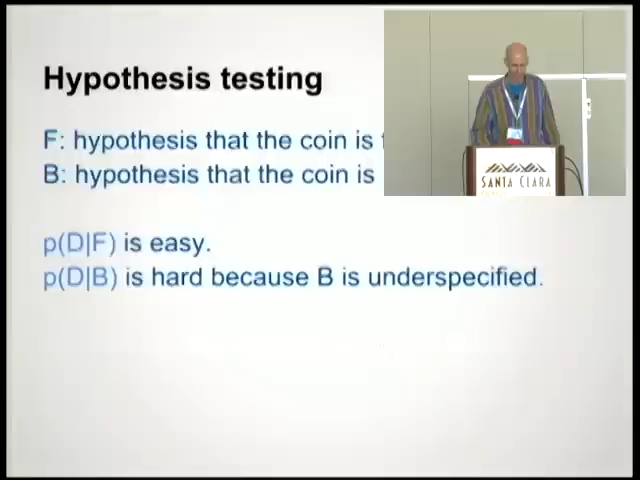 Hypothesis testing
F: hypothesis that the coin is
B: hypothesis that the coin is
p(D|F) is easy.
p(D|B) is hard because B is underspecified.
SANTA CLARA